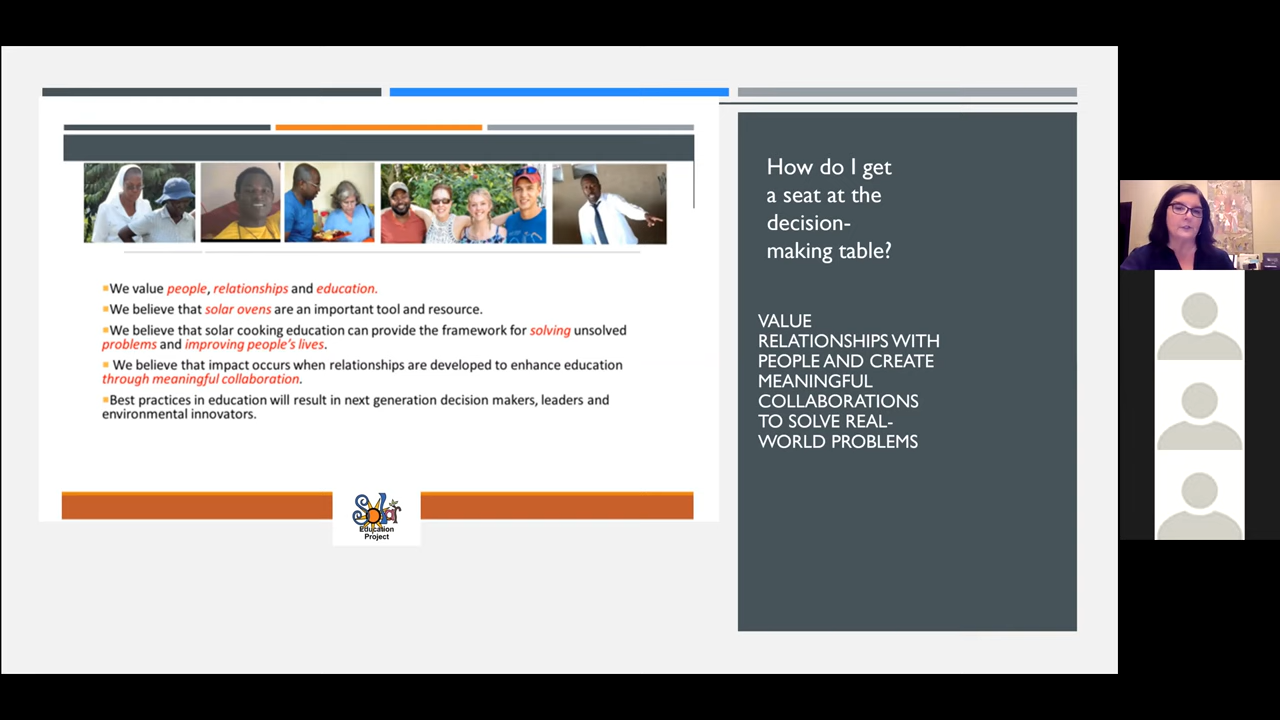 ▪We value people, relationships and education.
▪We believe that solar ovens are an important tool and resource.
▪We believe that solar cooking education can provide the framework for solving unsolved
problems and improving people's lives.
▪ We believe that impact occurs when relationships are developed to enhance education
through meaningful collaboration.
▪Best practices in education will result in next generation decision makers, leaders and
environmental innovators.
Solar
Education
Project
How do I get
a seat at the
decision-
making table?
VALUE
RELATIONSHIPS WITH
PEOPLE AND CREATE
MEANINGFUL
COLLABORATIONS
TO SOLVE REAL-
WORLD PROBLEMS